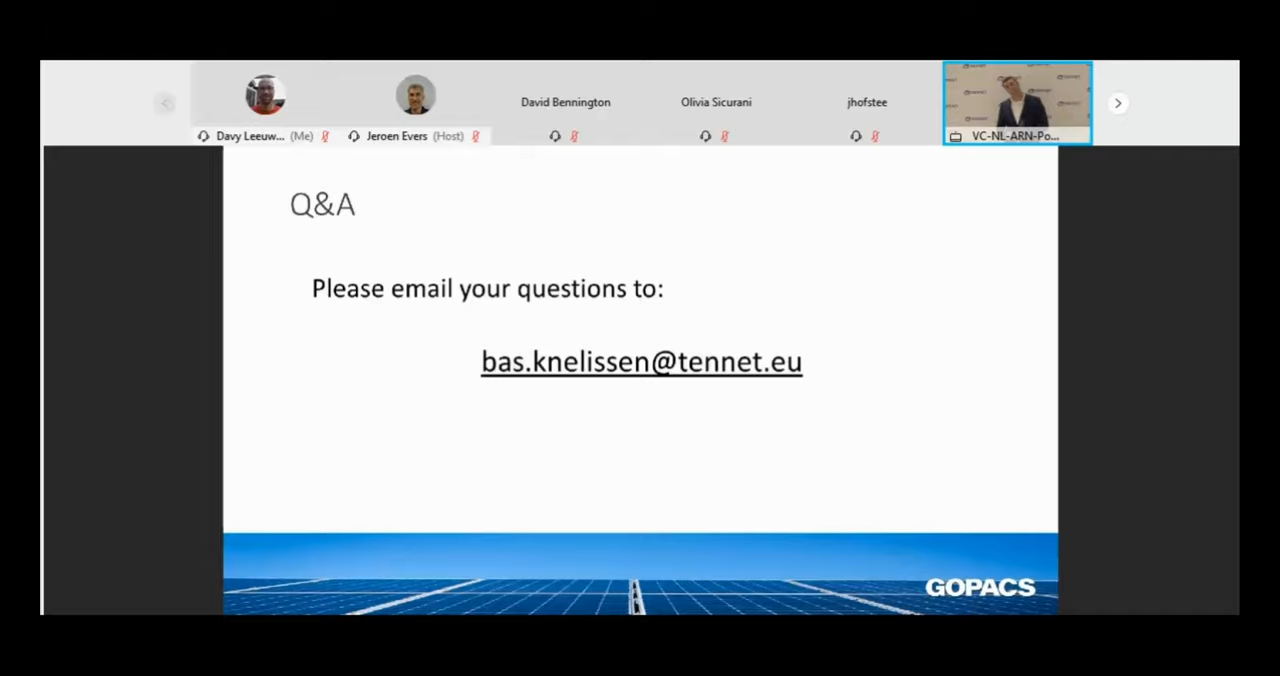 David Bennington
Olivia Sicurani
jhofstee
Davy Leeuw... (Me)
Jeroen Evers (Host)
VC-NL-ARN-Po...
Q&A
Please email your questions to:
bas.knelissen@tennet.eu
GOPACS